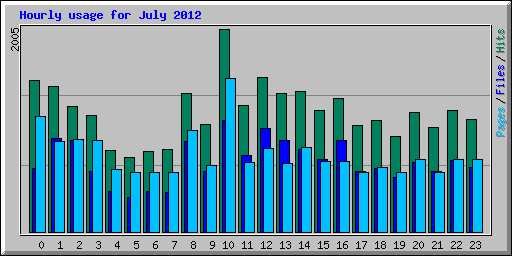 Hourly usage for July 2012
2005
Pages / Files / Hits
0 1 2 3 4 5 6 7 8 9 10 11 12 13 14 15 16 17 18 19 20 21 22 23